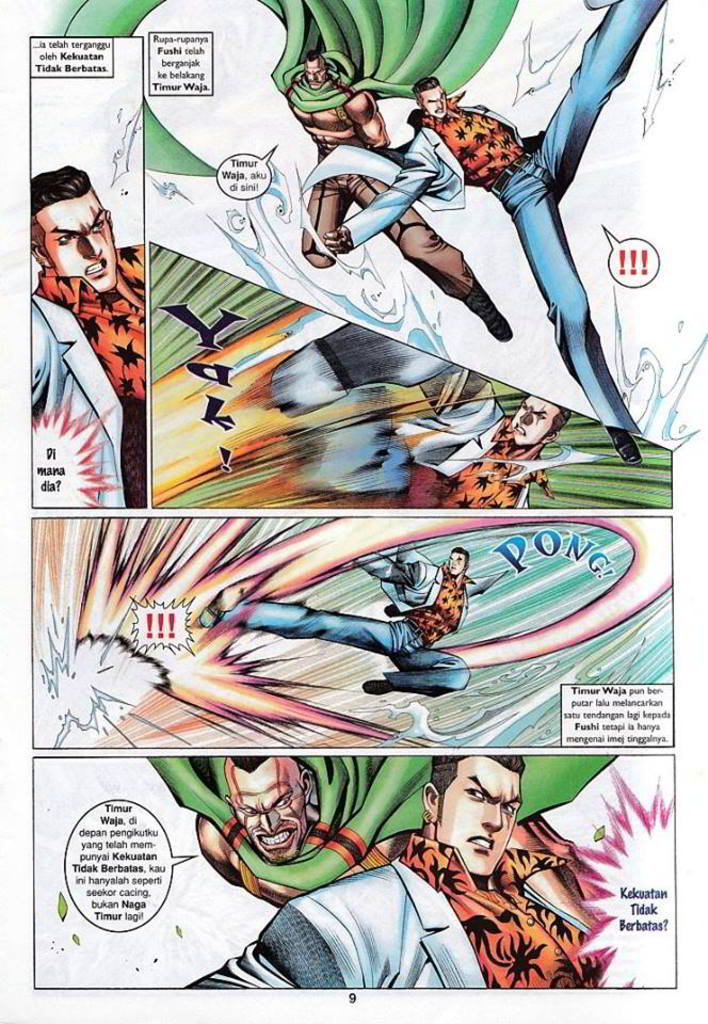 ...ia telah terganggu
oleh Kekuatan
Tidak Berbatas.
Di
mana
dia?
Rupa-rupanya
Fushi telah
berganjak
ke belakang
Timur Waja.
Timur
Waja, aku
di sini!
!!!
Yak!
PONG!
!!!
Timur Waja pun ber-
putar lalu melancarkan
satu tendangan lagi kepada
Fushi tetapi ia hanya
mengenai imej tinggalnya.
Timur
Waja, di
depan pengikutku
yang telah mem-
punyai Kekuatan
Tidak Berbatas, kau
ini hanyalah seperti
seekor cacing,
bukan Naga
Timur lagi!
Kekuatan
Tidak
Berbatas?
9